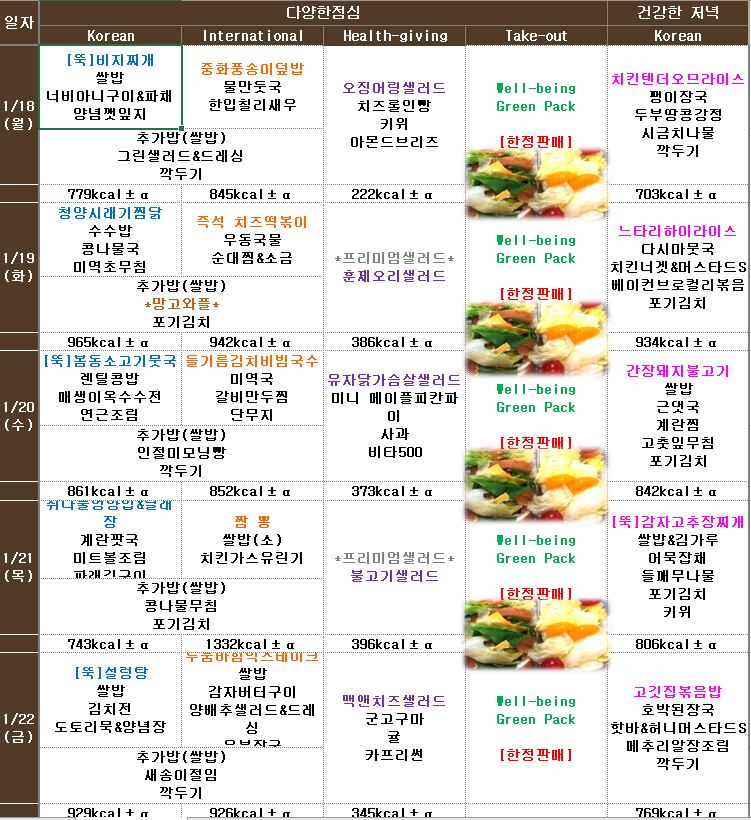 일자
다양한점심
건강한 저녁
Korean
International
Health-giving
Take-out
Korean
1/18
(월)
[뚝]비지찌개
쌀밥
너비아니구이&파채
양념깻잎지
중화풍송이덮밥
물만둣국
한입칠리새우
추가밥(쌀밥)
그린샐러드&드레싱
깍두기
오징어링샐러드
치즈롤인빵
키위
아몬드브리즈
Well-being
Green Pack
[한정판매]
치킨텐더오므라이스
팽이장국
두부땅콩강정
시금치나물
깍두기
779kcal± α
845kcal± α
222kcal± α
703kcal± α
1/19
(화)
청양시래기찜닭
수수밥
콩나물국
미역초무침
즉석 치즈떡볶이
우동국물
순대찜&소금
추가밥(쌀밥)
*망고와플*
포기김치
*프리미엄샐러드*
훈제오리샐러드
Well-being
Green Pack
[한정판매]
느타리하이라이스
다시마뭇국
치킨너겟&머스타드S
베이컨브로컬리볶음
포기김치
965kcal± α
942kcal± α
386kcal± α
934kcal± α
1/20
(수)
[뚝]봄동소고기뭇국
렌틸콩밥
매생이옥수수전
연근조림
들기름김치비빔국수
미역국
갈비만두찜
단무지
추가밥(쌀밥)
인절미모닝빵
깍두기
유자닭가슴살샐러드
미니 메이플피칸파
이
사과
비타500
Well-being
Green Pack
[한정판매]
간장돼지불고기
쌀밥
근댓국
계란찜
고춧잎무침
포기김치
861kcal± α
852kcal± α
373kcal± α
842kcal± α
1/21
(목)
취나물영양밥&달래
장
계란팟국
미트볼조림
파래김구이
짬 뽕
쌀밥(소)
치킨가스유린기
추가밥(쌀밥)
콩나물무침
포기김치
*프리미엄샐러드*
불고기샐러드
Well-being
Green Pack
[한정판매]
[뚝]감자고추장찌개
쌀밥&김가루
어묵잡채
들깨무나물
포기김치
키위
743kcal± α
1332kcal± α
396kcal± α
806kcal± α
1/22
(금)
[뚝]설렁탕
쌀밥
김치전
도토리묵&양념장
쌀밥
감자버터구이
양배추샐러드&드레
싱
유부장국
추가밥(쌀밥)
새송이절임
깍두기
맥앤치즈샐러드
군고구마
귤
카프리썬
Well-being
Green Pack
[한정판매]
고깃집볶음밥
호박된장국
핫바&허니머스타드S
메추리알장조림
깍두기
929kcal± α
926kcal± α
345kcal± α
769kcal± α